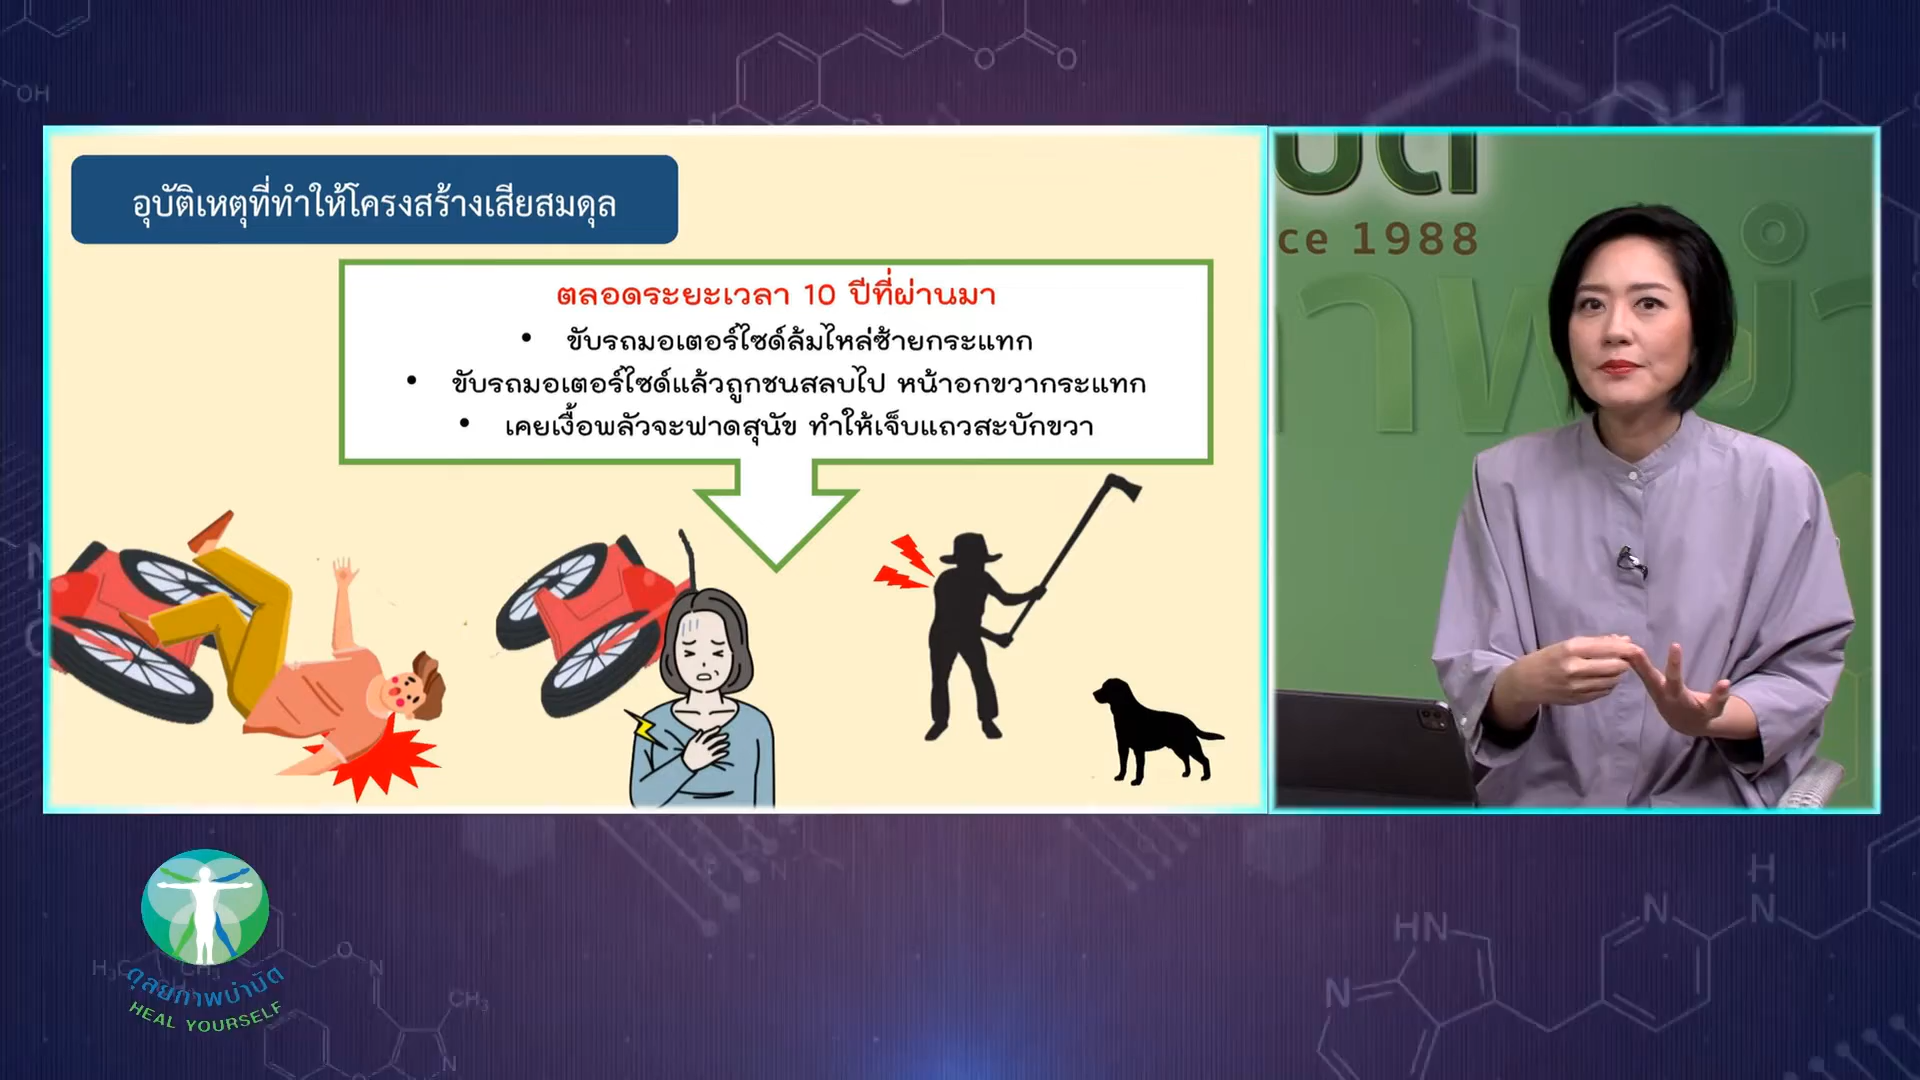 อุบัติเหตุที่ทำให้โครงสร้างเสียสมดุล
ตลอดระยะเวลา 10 ปีที่ผ่านมา
• ขับรถมอเตอร์ไซด์ล้มไหล่ซ้ายกระแทก
• ขับรถมอเตอร์ไซด์แล้วถูกชนสลบไป หน้าอกขวากระแทก
• เคยเงื้อพลัวจะฟาดสุนัข ทำให้เจ็บแถวสะบักขวา
ce 1988
ดุลยภาพบำบัด
HEAL YOURSELF
OH
O
O
NH
OH
H
N
HN
N
N
H₃C
CH₃
O
N
CH₃
N